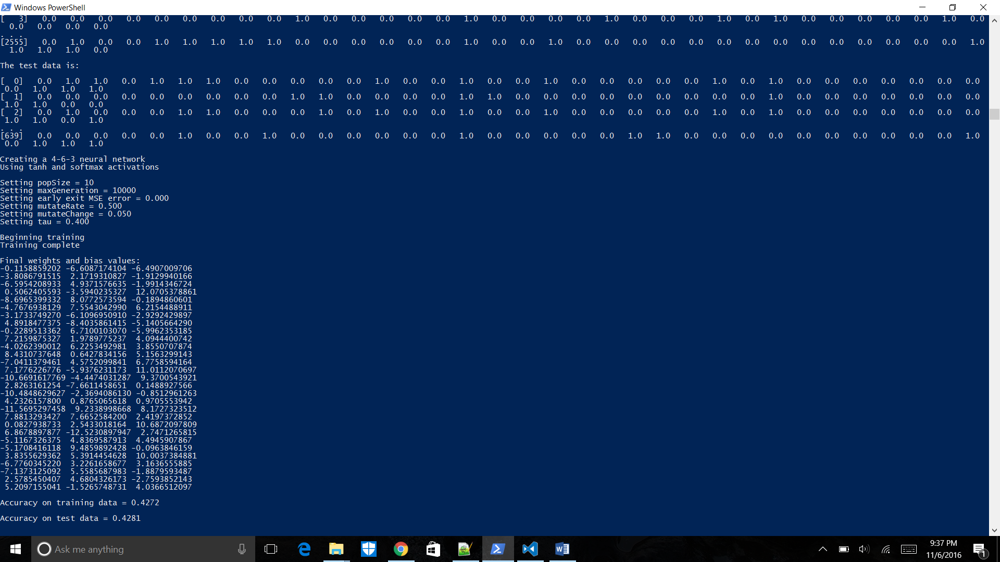 Windows PowerShell
[   3]   0.0   0.0   0.0   0.0   0.0   0.0   0.0   0.0   0.0   1.0   0.0   0.0   0.0   0.0   0.0   1.0   0.0   0.0   0.0   0.0   1.0   0.0   0.0   0.0   1.0   0.0   1.0   0.0   0.0   0.0   0.0   0.0   1.0   0.0
0.0   0.0   0.0   0.0
. . .
[2555]   0.0   1.0   0.0   0.0   1.0   1.0   1.0   1.0   1.0   0.0   0.0   0.0   0.0   0.0   0.0   1.0   0.0   0.0   1.0   0.0   0.0   0.0   0.0   0.0   0.0   0.0   0.0   0.0   0.0   0.0   0.0   0.0   0.0   1.0
1.0   1.0   1.0   0.0
The test data is:
[  0]   0.0   1.0   1.0   0.0   1.0   1.0   1.0   0.0   0.0   0.0   0.0   0.0   1.0   0.0   0.0   1.0   0.0   0.0   1.0   0.0   0.0   0.0   0.0   0.0   1.0   0.0   1.0   0.0   0.0   0.0   0.0   0.0   0.0   0.0
0.0   1.0   1.0   1.0
[  1]   0.0   0.0   0.0   0.0   0.0   0.0   0.0   0.0   0.0   1.0   1.0   0.0   0.0   0.0   0.0   1.0   1.0   0.0   0.0   0.0   0.0   0.0   0.0   0.0   0.0   0.0   1.0   0.0   0.0   0.0   0.0   0.0   0.0   0.0
1.0   1.0   0.0   0.0
[  2]   0.0   1.0   0.0   0.0   0.0   1.0   1.0   0.0   0.0   0.0   1.0   0.0   1.0   0.0   0.0   1.0   0.0   0.0   1.0   0.0   0.0   0.0   0.0   0.0   1.0   0.0   1.0   0.0   0.0   0.0   0.0   0.0   0.0   0.0
1.0   1.0   0.0   1.0
. . .
[639]   0.0   0.0   0.0   0.0   0.0   1.0   0.0   0.0   1.0   0.0   0.0   0.0   0.0   0.0   0.0   1.0   0.0   0.0   0.0   0.0   0.0   1.0   1.0   0.0   0.0   0.0   0.0   0.0   0.0   0.0   0.0   0.0   0.0   1.0
0.0   1.0   1.0   1.0
Creating a 4-6-3 neural network
Using tanh and softmax activations
Setting popSize = 10
Setting maxGeneration = 10000
Setting early exit MSE error = 0.000
Setting mutateRate = 0.500
Setting mutateChange = 0.050
Setting tau = 0.400
Beginning training
Training complete
Final weights and bias values:
-0.1158859202 -6.6087174104 -6.4907009706
-3.8086791515  2.1719310827 -1.9129940166
-6.5954208933  4.9371576635 -1.9914346724
0.5062405593 -3.5940235327  12.0705378861
-8.6965399332  8.0772573594 -0.1894860601
-4.7676938129  7.5543042990  6.2154488911
-3.1733749270 -6.1096950910 -2.9292429897
4.8918477375 -8.4035861415 -5.1405664290
-0.2289513362  6.7100103070 -5.9962353185
7.2159875327  1.9789775237  4.0944400742
-4.0262390012  6.2253492981  3.8550707874
8.4310737648  0.6427834156  5.1563299143
-7.0411379461  4.5752099841  6.7758594164
7.1776226776 -5.9376231173  11.0112070697
-10.6691617769 -4.4474031287  9.3700543921
2.8263161254 -7.6611458651  0.1488927566
-10.4848629627 -2.3694086130 -0.8512961263
4.2326157800  0.8765065618  0.9705553942
-11.5695297458  9.2338998668  8.1727323512
7.8813293427  7.6652584200  2.4197372852
0.0827938733  2.5433018164  10.6872097809
6.8678897877 -12.5230897947  2.7471265815
-5.1167326375  4.8369587913  4.4945907867
-5.1708416118  9.4859892428 -0.0963846159
3.8355629362  5.3914454628  10.0037384881
-6.7760345220  3.2261658677  3.1636555885
-7.1373125092  5.5585687983 -1.8879593487
2.5785450407  4.6804326173 -2.7593852143
5.2097155041 -1.5265748731  4.0366512097
Accuracy on training data = 0.4272
Accuracy on test data = 0.4281
Ask me anything
9:37 PM
11/6/2016
1